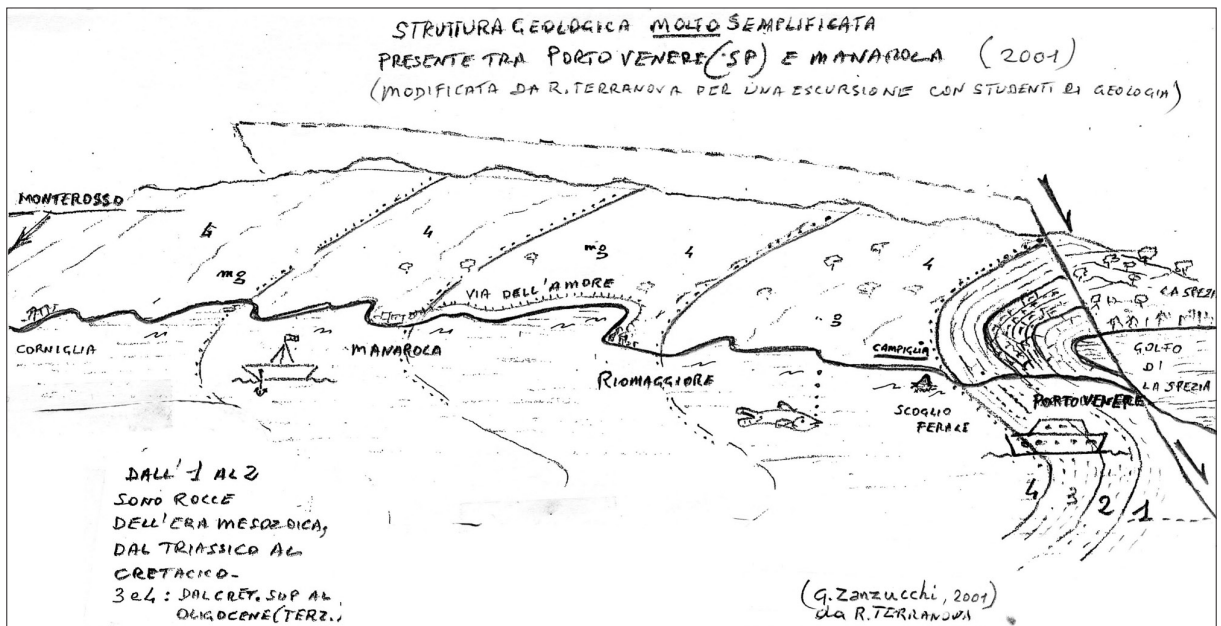 STRUTTURA GEOLOGICA MOLTO SEMPLIFICATA
PRESENTE TRA PORTO VENERE (SP) E MANAROLA (2001)
(MODIFICATA DA R. TERRANOVA PER UNA ESCURSIONE CON STUDENTI DI GEOLOGIA)
MONTEROSSO
4
4
mg
4
mg
4
g
VIA DELL'AMORE
LA SPEZI
CORNIGLIA
MANAROLA
RIOMAGGIORE
CAMPIGLIA
SCOGLIO
FERALE
PORTOVENERE
GOLFO
DI
LA SPEZIA
4 3 2 1
DALL'1 AL 2
SONO ROCCE
DELL'ERA MESOZOICA,
DAL TRIASSICO AL
CRETACICO-
3 e 4: DAL CRET. SUP AL
OLIGOCENE (TERZ.)
(G. Zanzucchi, 2001)
da R. TERRANOVA